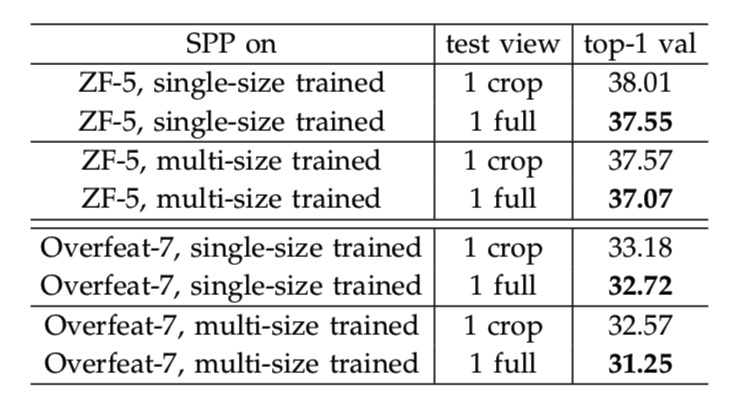 SPP on test view top-1 val
ZF-5, single-size trained 1 crop 38.01
ZF-5, single-size trained 1 full 37.55
ZF-5, multi-size trained 1 crop 37.57
ZF-5, multi-size trained 1 full 37.07
Overfeat-7, single-size trained 1 crop 33.18
Overfeat-7, single-size trained 1 full 32.72
Overfeat-7, multi-size trained 1 crop 32.57
Overfeat-7, multi-size trained 1 full 31.25